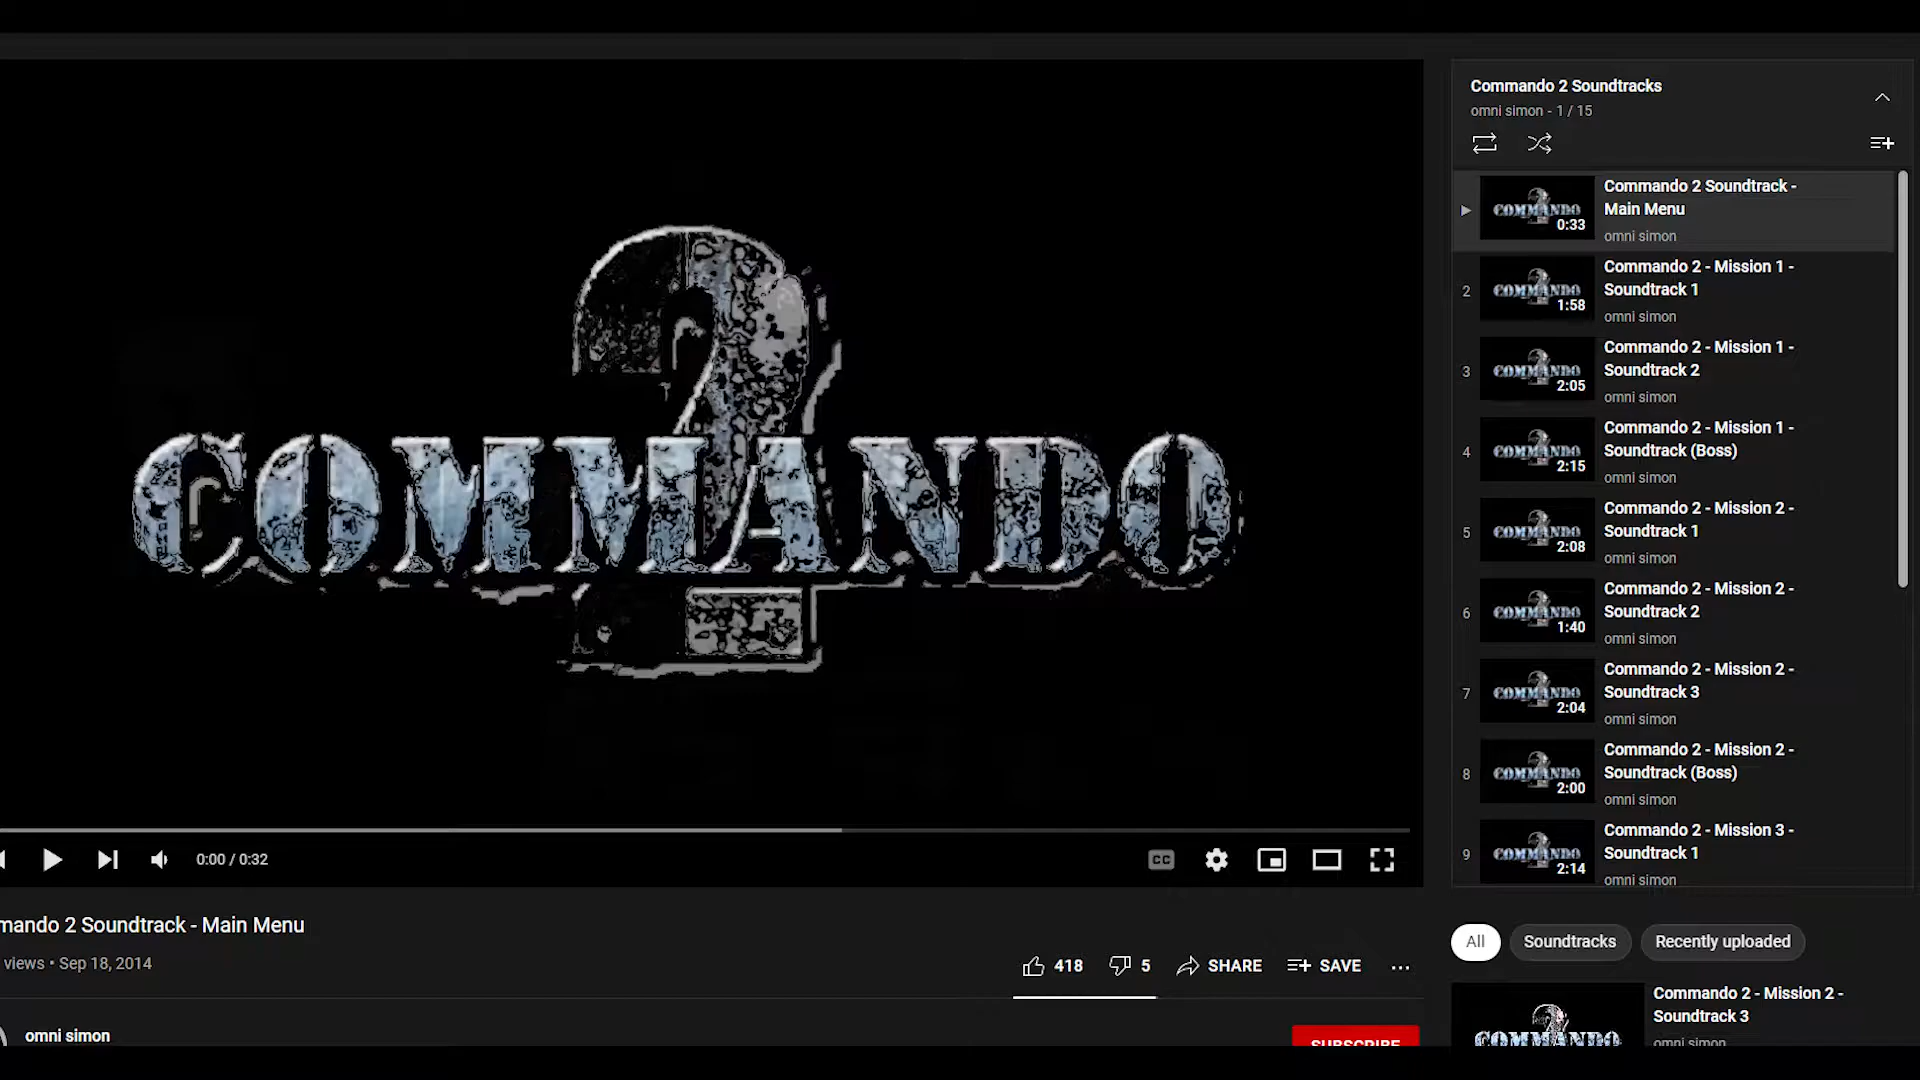 2
COMMANDO
0:00 / 0:32
CC
mando 2 Soundtrack - Main Menu
views • Sep 18, 2014
418
5
SHARE
SAVE
omni simon
SUBSCRIBE
Commando 2 Soundtracks
omni simon - 1 / 15
COMMANDO
0:33
Commando 2 Soundtrack -
Main Menu
omni simon
2
COMMANDO
1:58
Commando 2 - Mission 1 -
Soundtrack 1
omni simon
3
COMMANDO
2:05
Commando 2 - Mission 1 -
Soundtrack 2
omni simon
4
COMMANDO
2:15
Commando 2 - Mission 1 -
Soundtrack (Boss)
omni simon
5
COMMANDO
2:08
Commando 2 - Mission 2 -
Soundtrack 1
omni simon
6
COMMANDO
1:40
Commando 2 - Mission 2 -
Soundtrack 2
omni simon
7
COMMANDO
2:04
Commando 2 - Mission 2 -
Soundtrack 3
omni simon
8
COMMANDO
2:00
Commando 2 - Mission 2 -
Soundtrack (Boss)
omni simon
9
COMMANDO
2:14
Commando 2 - Mission 3 -
Soundtrack 1
omni simon
All
Soundtracks
Recently uploaded
COMMANDO
Commando 2 - Mission 2 -
Soundtrack 3
omni simon